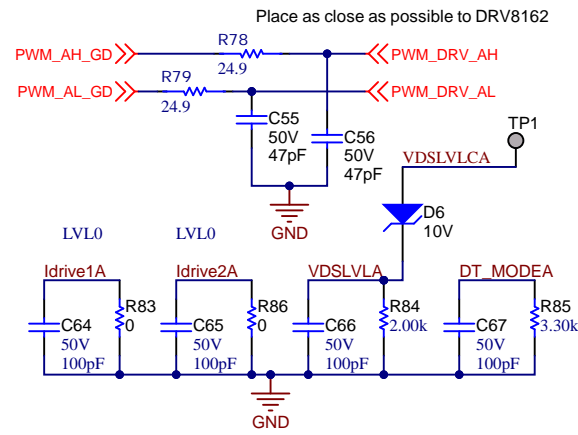 Place as close as possible to DRV8162
PWM_AH_GD
R78
24.9
PWM_DRV_AH
PWM_AL_GD
R79
24.9
PWM_DRV_AL
C55
50V
47pF
C56
50V
47pF
GND
TP1
VDSLVLCA
D6
10V
LVL0
LVL0
Idrive1A
Idrive2A
VDSLVLA
DT_MODEA
C64
50V
100pF
R83
0
C65
50V
100pF
R86
0
C66
50V
100pF
R84
2.00k
C67
50V
100pF
R85
3.30k
GND